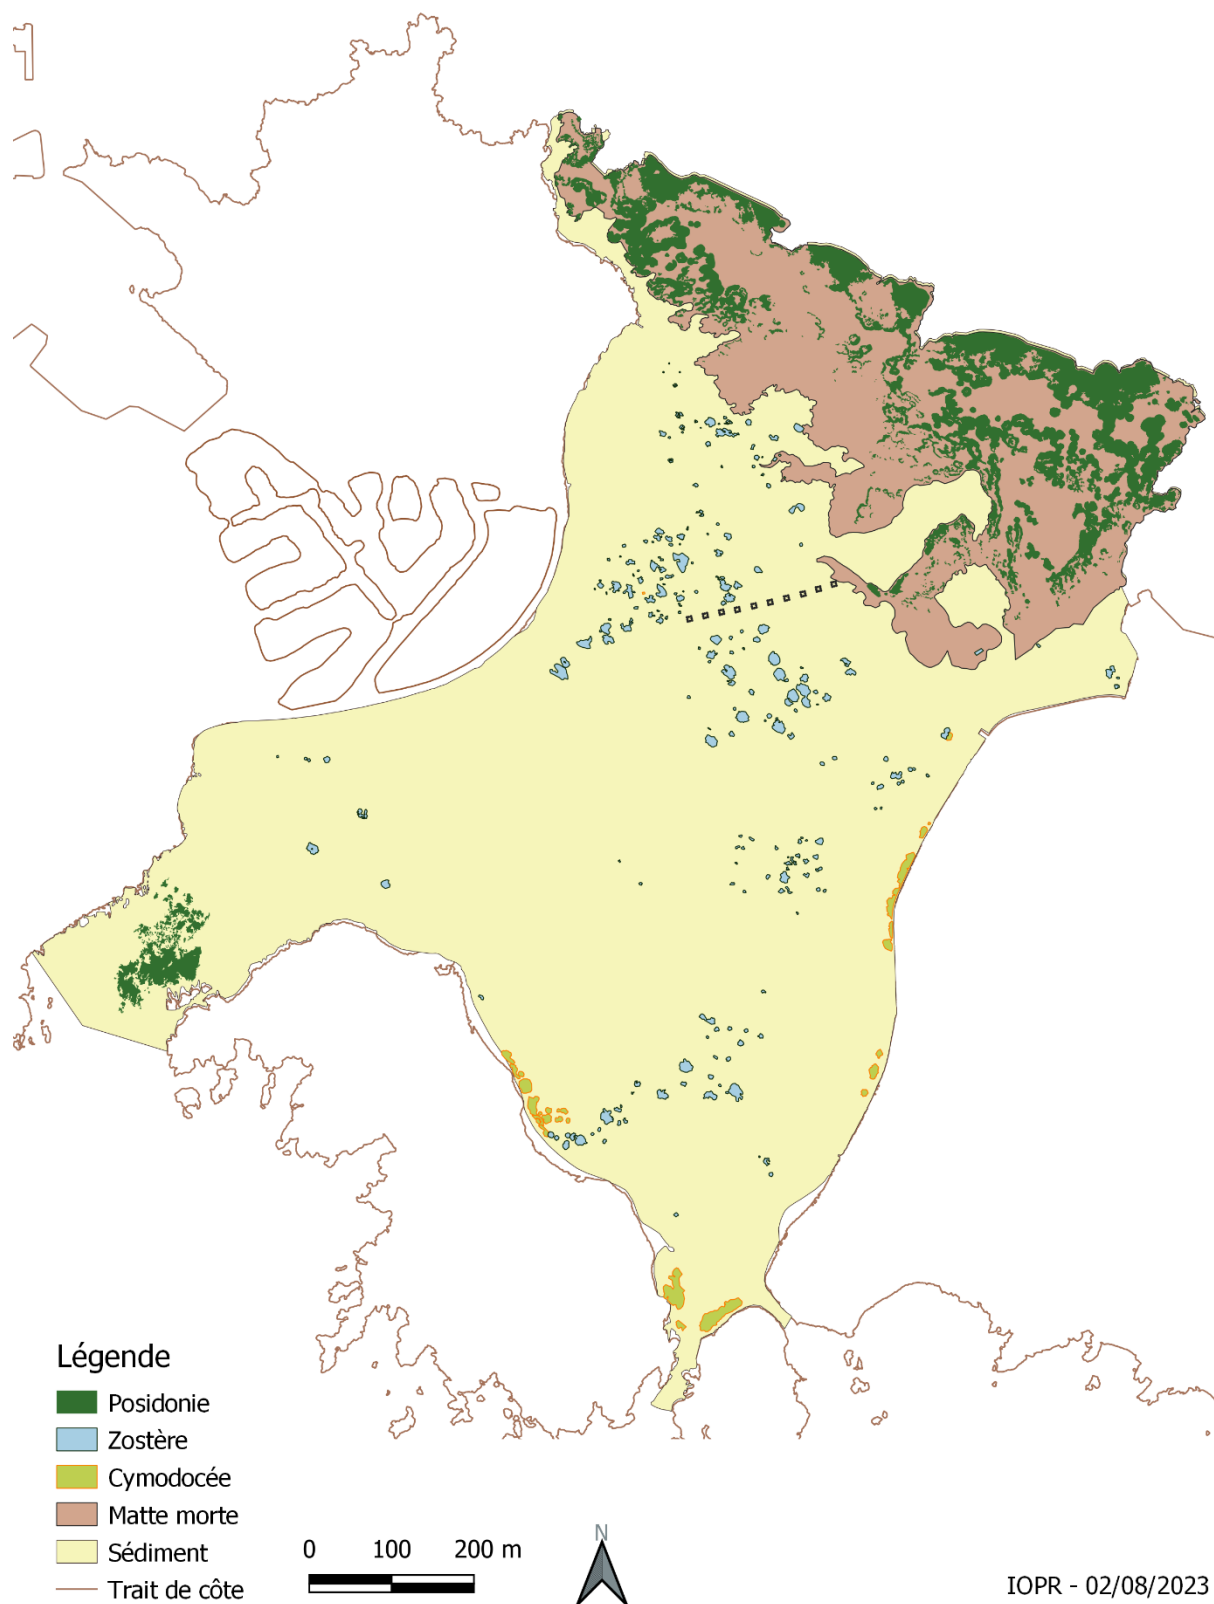 Légende
Posidonie
Zostère
Cymodocée
Matte morte
Sédiment
Trait de côte
0 100 200 m
N
IOPR - 02/08/2023